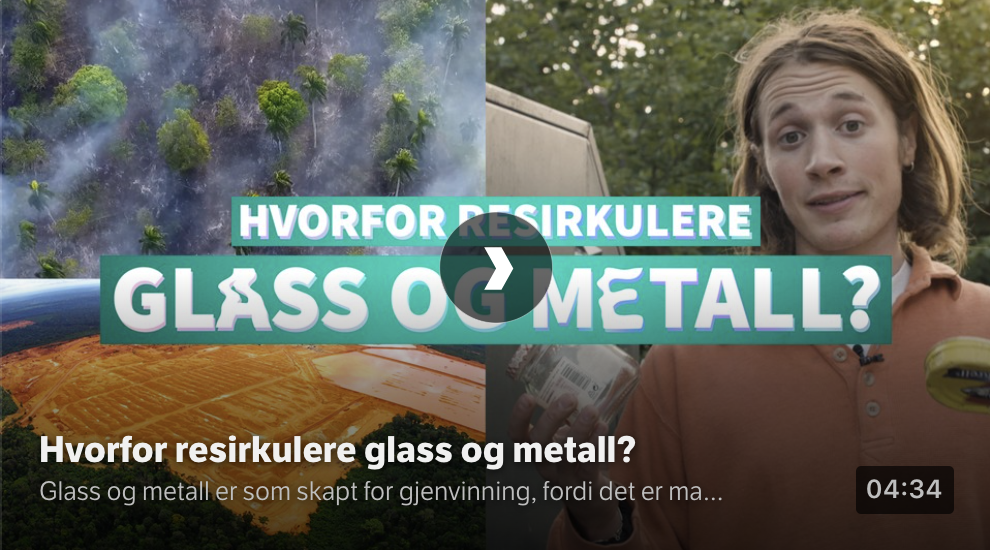 HVORFOR RESIRKULERE
GLASS OG METALL?
Hvorfor resirkulere glass og metall?
Glass og metall er som skapt for gjenvinning, fordi det er ma...
04:34